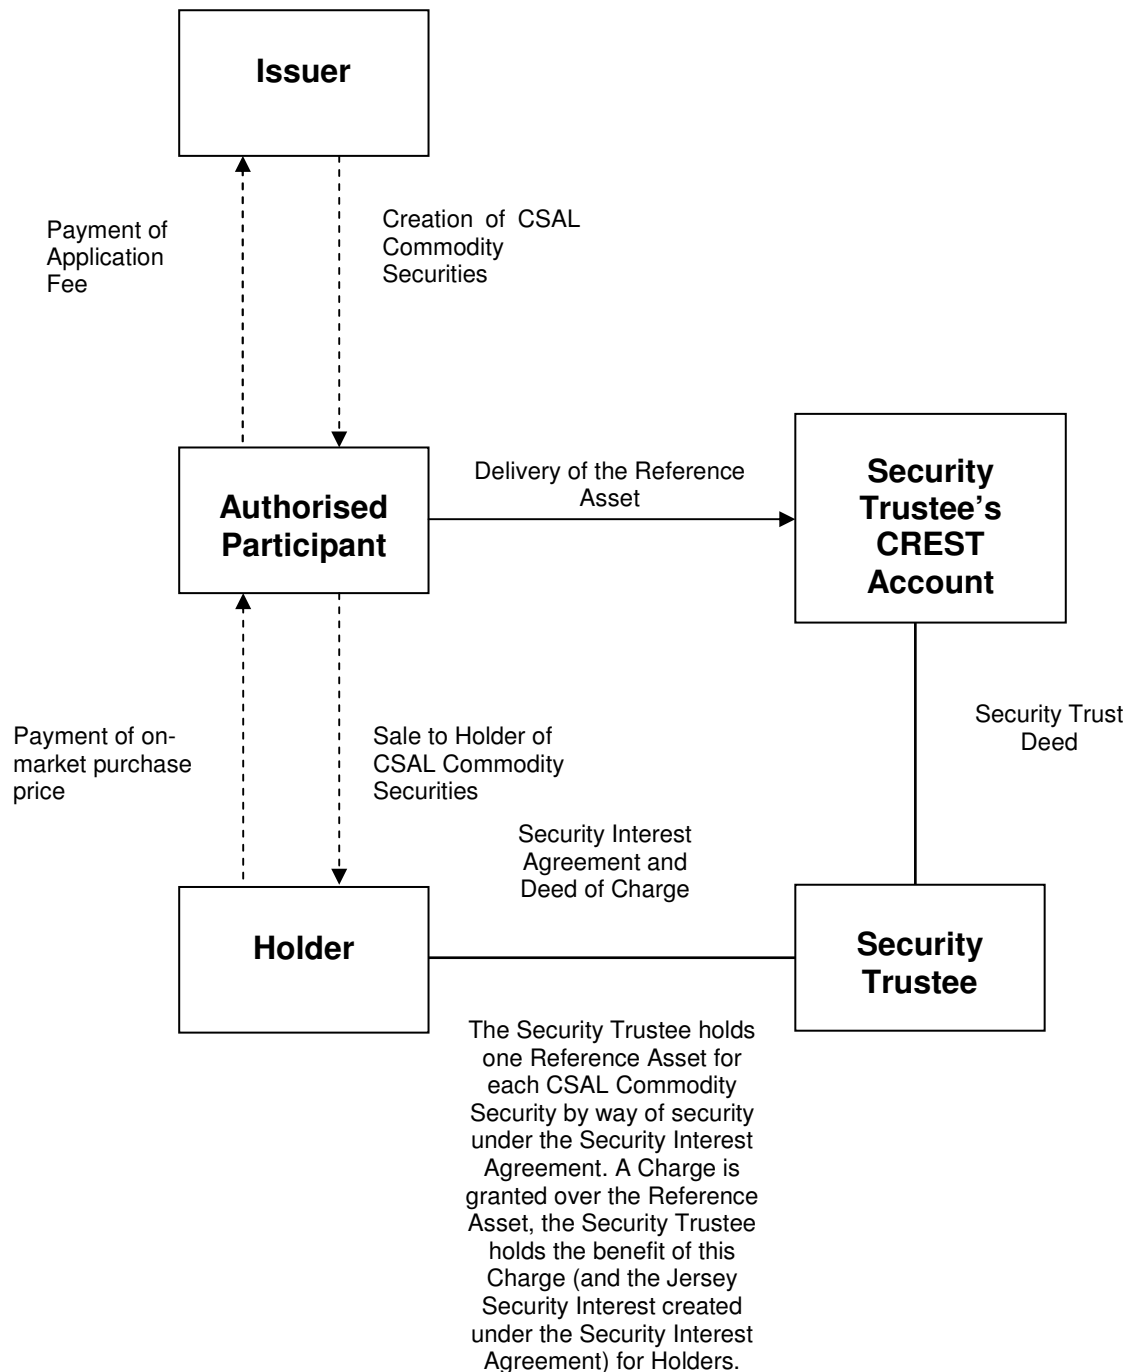 Issuer
Payment of
Application
Fee
Creation of CSAL
Commodity
Securities
Authorised
Participant
Delivery of the Reference
Asset
Security
Trustee’s
CREST
Account
Payment of on-
market purchase
price
Sale to Holder of
CSAL Commodity
Securities
Security Trust
Deed
Security Interest
Agreement and
Deed of Charge
Holder
Security
Trustee
The Security Trustee holds
one Reference Asset for
each CSAL Commodity
Security by way of security
under the Security Interest
Agreement. A Charge is
granted over the Reference
Asset, the Security Trustee
holds the benefit of this
Charge (and the Jersey
Security Interest created
under the Security Interest
Agreement) for Holders.